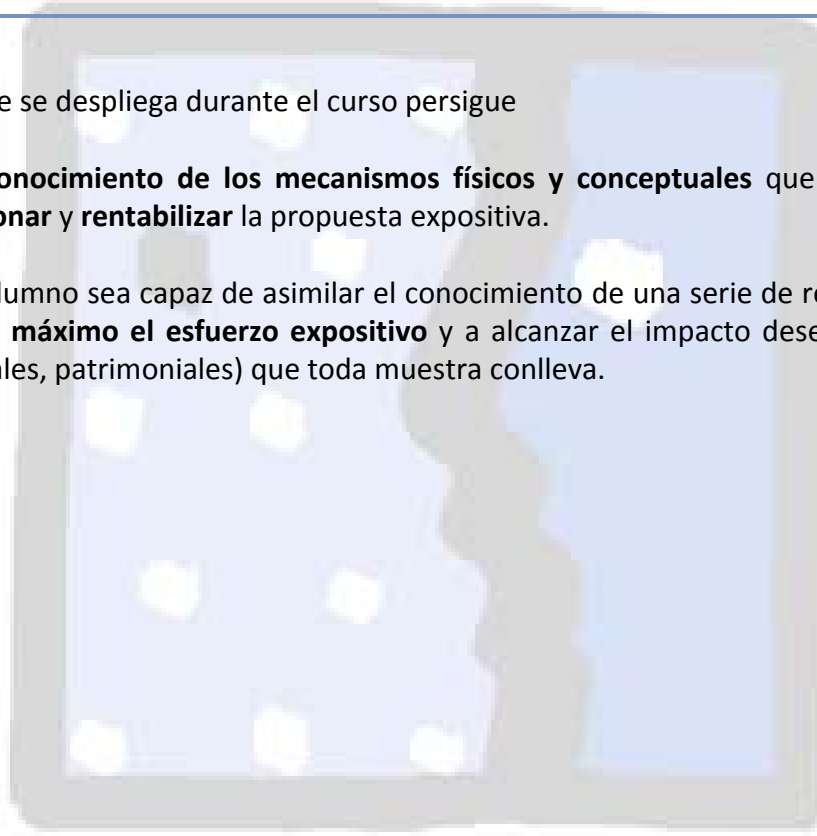 e se despliega durante el curso persigue
onocimiento de los mecanismos físicos y conceptuales que
onar y rentabilizar la propuesta expositiva.
lumno sea capaz de asimilar el conocimiento de una serie de re
máximo el esfuerzo expositivo y a alcanzar el impacto dese
ales, patrimoniales) que toda muestra conlleva.